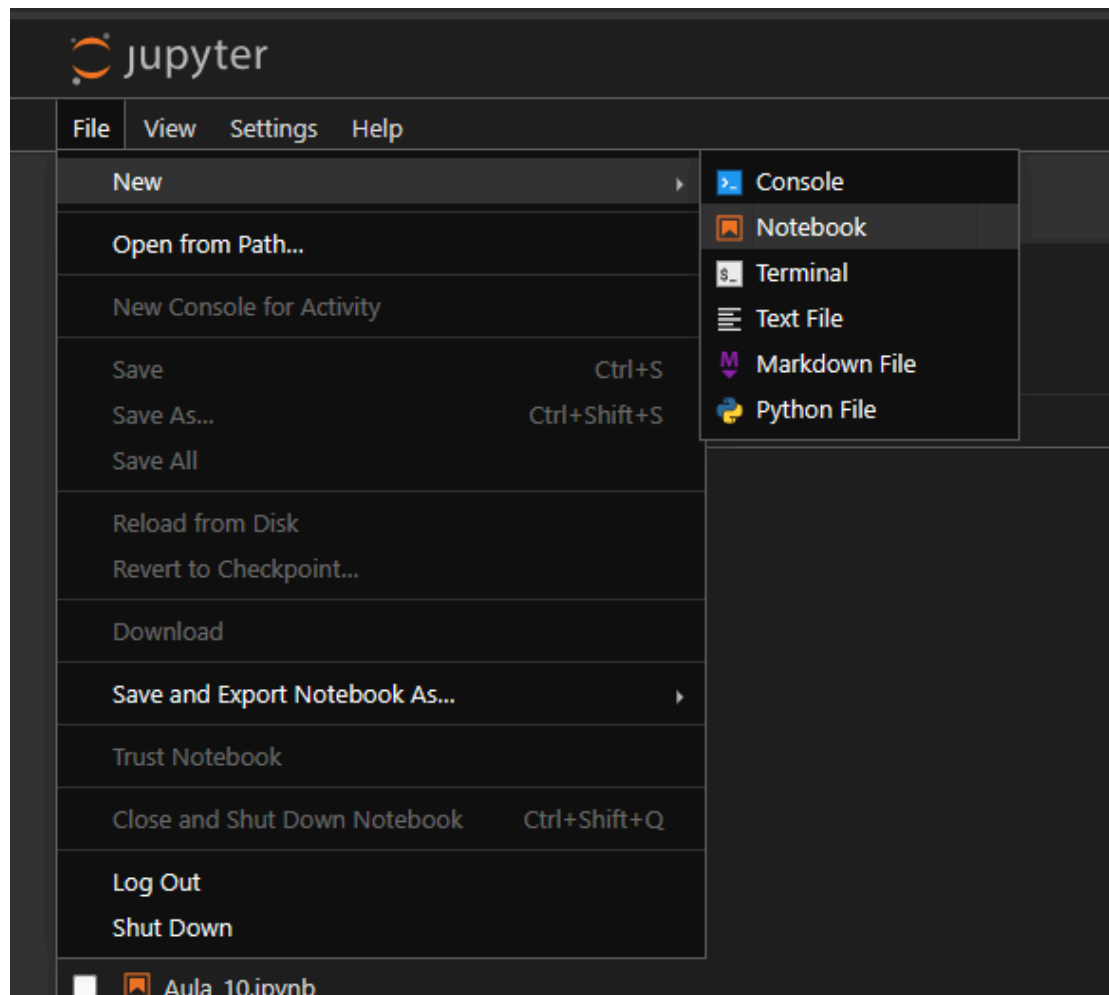 jupyter
File View Settings Help
New
Open from Path...
New Console for Activity
Save Ctrl+S
Save As... Ctrl+Shift+S
Save All
Reload from Disk
Revert to Checkpoint...
Download
Save and Export Notebook As...
Trust Notebook
Close and Shut Down Notebook Ctrl+Shift+Q
Log Out
Shut Down
Console
Notebook
$_ Terminal
Text File
M Markdown File
Python File
Aula_10.ipynb